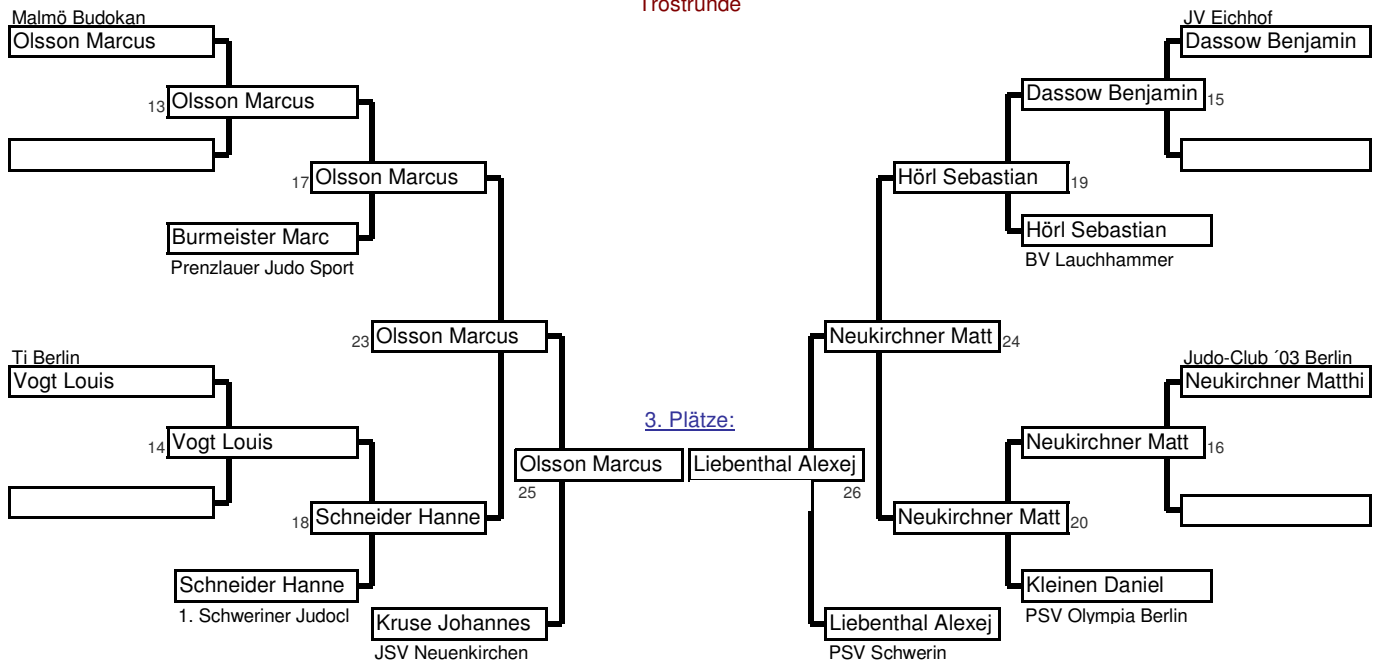 Trostrunde
Malmö Budokan
JV Eichhof
Olsson Marcus
Dassow Benjamin
13 Olsson Marcus
Dassow Benjamin 15
17 Olsson Marcus
Hörl Sebastian 19
Burmeister Marc
Hörl Sebastian
Prenzlauer Judo Sport
BV Lauchhammer
23 Olsson Marcus
Neukirchner Matt 24
Ti Berlin
Judo-Club ´03 Berlin
Vogt Louis
Neukirchner Matthi
3. Plätze:
14 Vogt Louis
Neukirchner Matt 16
Olsson Marcus
Liebenthal Alexej
25
26
18 Schneider Hanne
Neukirchner Matt 20
Schneider Hanne
Kleinen Daniel
1. Schweriner Judocl
PSV Olympia Berlin
Kruse Johannes
Liebenthal Alexej
JSV Neuenkirchen
PSV Schwerin